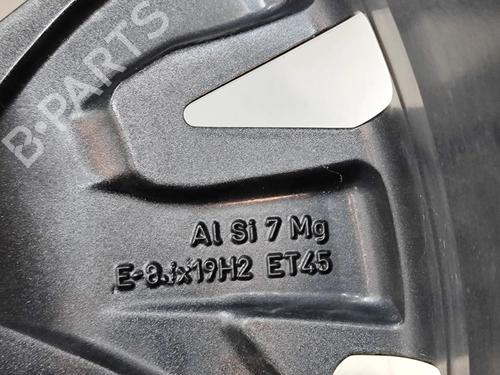 B-PARTS
Al Si 7 Mg
E-8Jx19H2 ET45